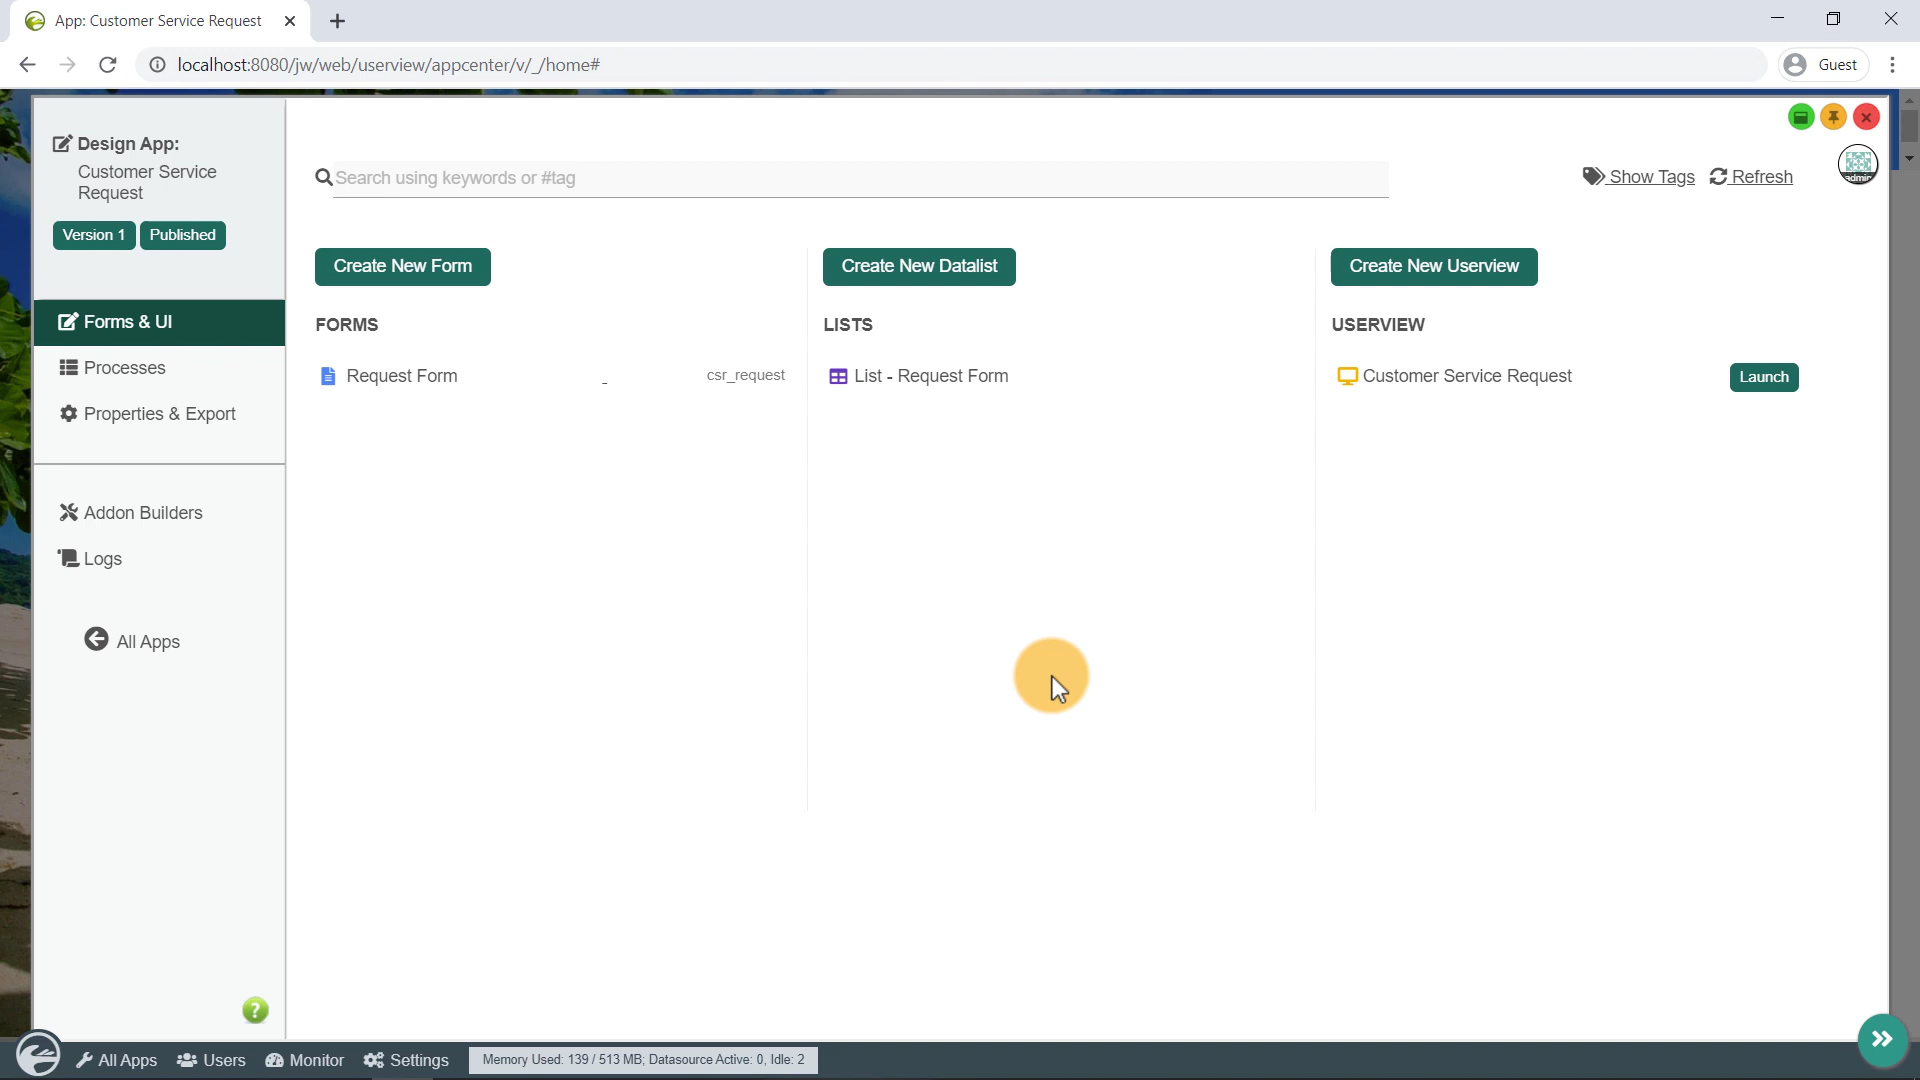 App: Customer Service Request
localhost:8080/jw/web/userview/appcenter/v/_/home#
Guest
Design App:
Customer Service
Request
Version 1
Published
Forms & UI
Processes
Properties & Export
Addon Builders
Logs
All Apps
?
Search using keywords or #tag
Show Tags
Refresh
admin
Create New Form
FORMS
Request Form
-
csr_request
Create New Datalist
LISTS
List - Request Form
Create New Userview
USERVIEW
Customer Service Request
Launch
All Apps
Users
Monitor
Settings
Memory Used: 139 / 513 MB; Datasource Active: 0, Idle: 2